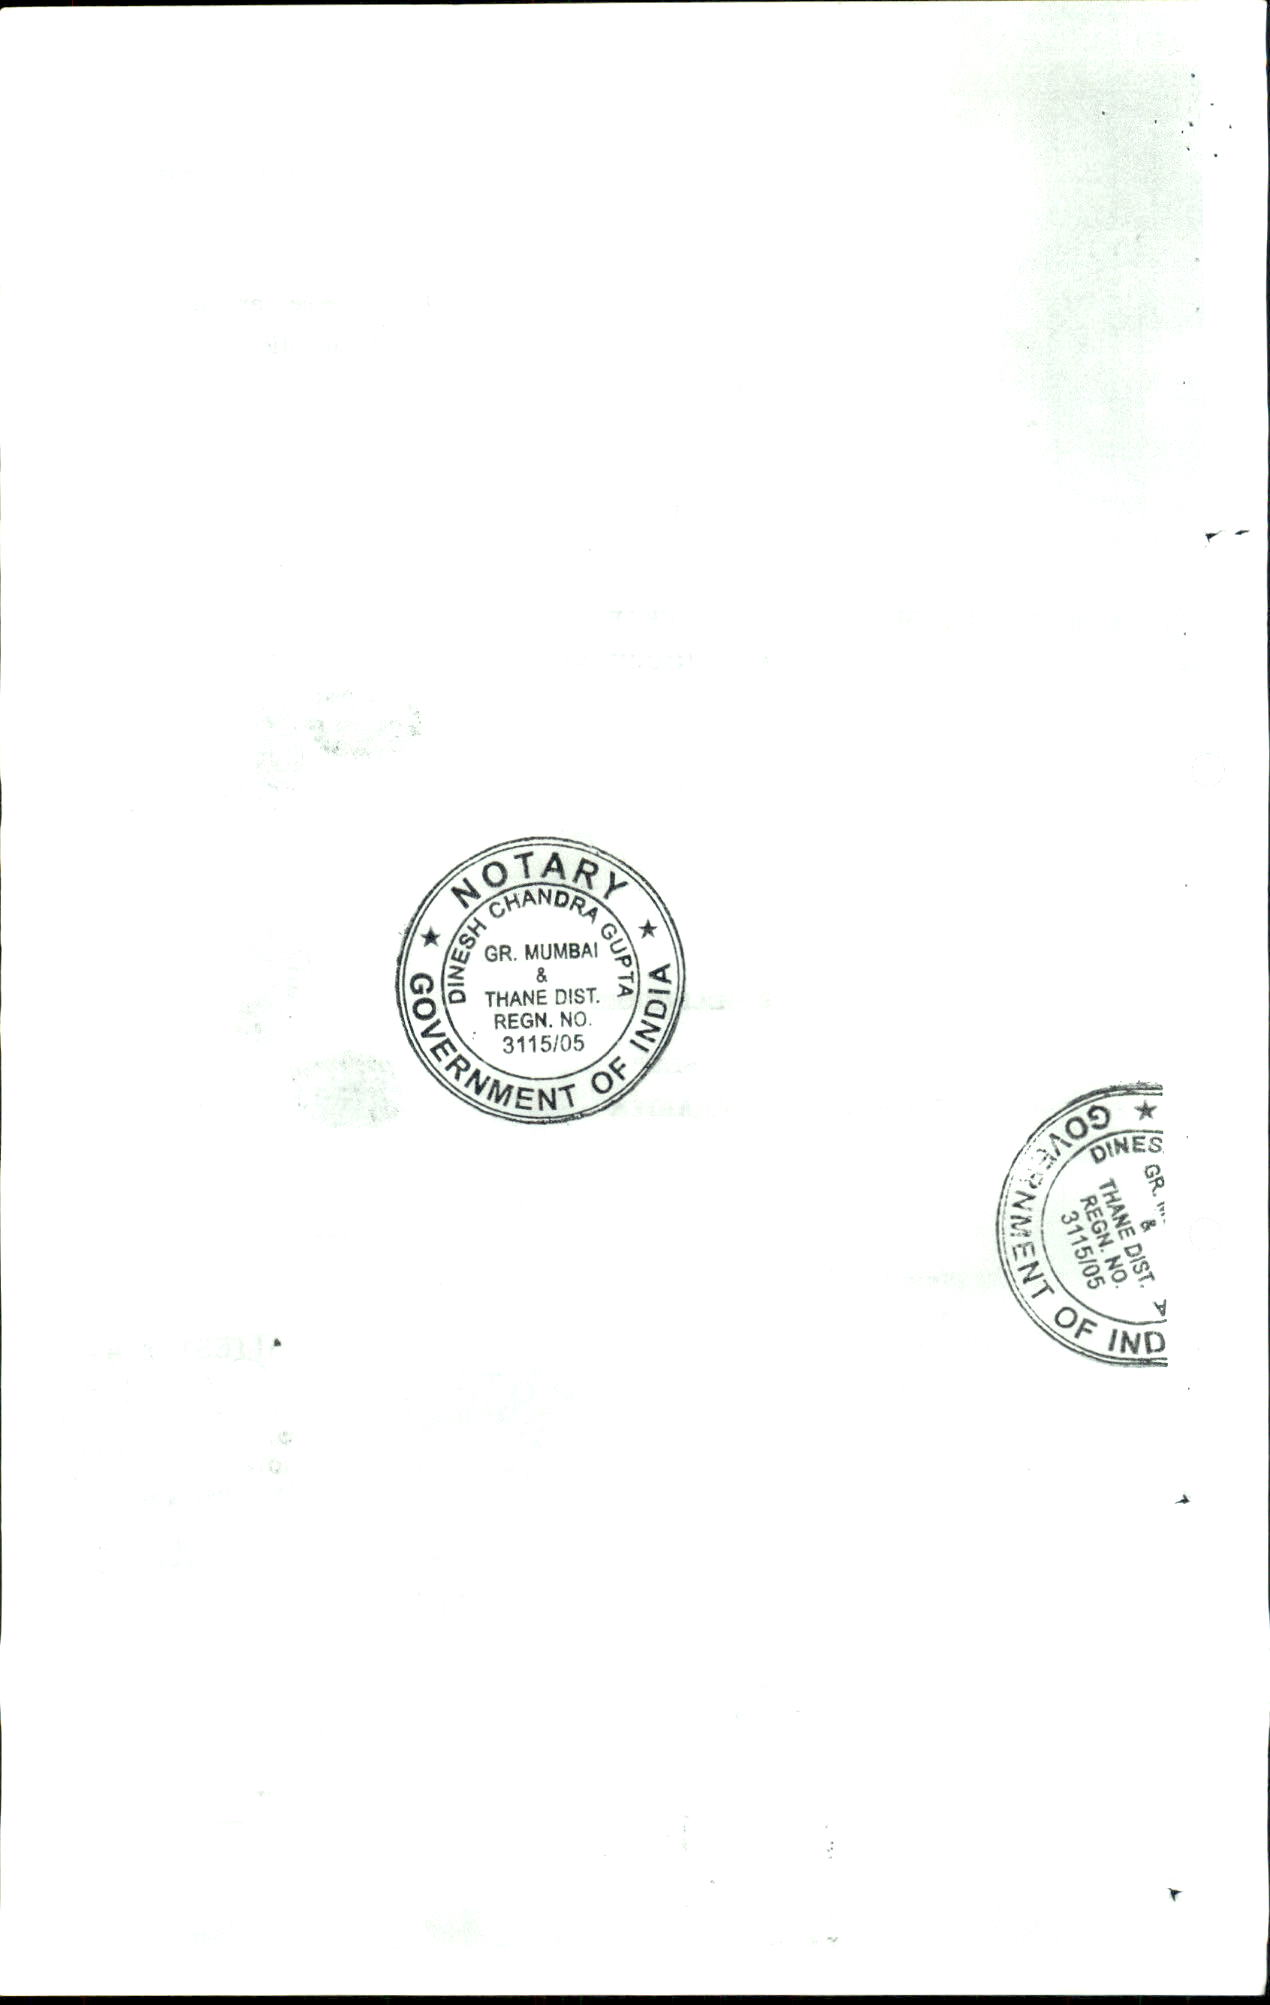 NOTARY
DINESH CHANDRA GUPTA
GR. MUMBAI
&
THANE DIST.
REGN. NO.
3115/05
★ GOVERNMENT OF INDIA ★
★
GOVERNMENT OF IND
DINES
GR.
&
THANE DIST.
REGN. NO.
3115/05